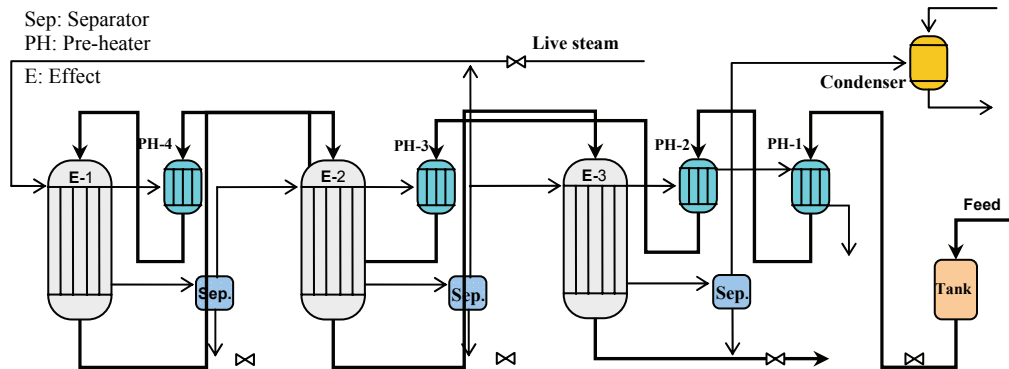 Sep: Separator
PH: Pre-heater
E: Effect
Live steam
Condenser
PH-4
PH-3
PH-2
PH-1
E-1
E-2
E-3
Feed
Sep.
Sep.
Sep.
Tank